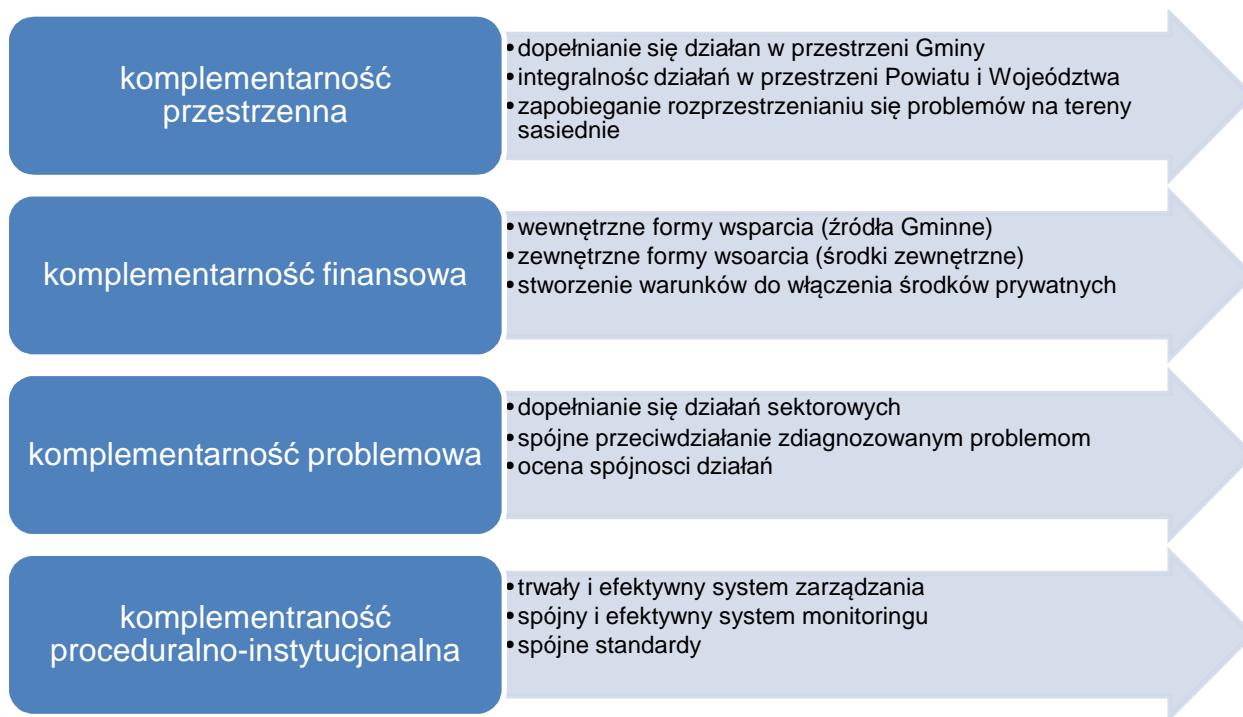 komplementarność
przestrzenna
•dopełnianie się działan w przestrzeni Gminy
•integralnośc działań w przestrzeni Powiatu i Wojeództwa
•zapobieganie rozprzestrzenianiu się problemów na tereny
sasiednie
komplementarność finansowa
•wewnętrzne formy wsparcia (źródła Gminne)
•zewnętrzne formy wsoarcia (środki zewnętrzne)
•stworzenie warunków do włączenia środków prywatnych
komplementarność problemowa
•dopełnianie się działań sektorowych
•spójne przeciwdziałanie zdiagnozowanym problemom
•ocena spójnosci działań
komplementraność
proceduralno-instytucjonalna
•trwały i efektywny system zarządzania
•spójny i efektywny system monitoringu
•spójne standardy